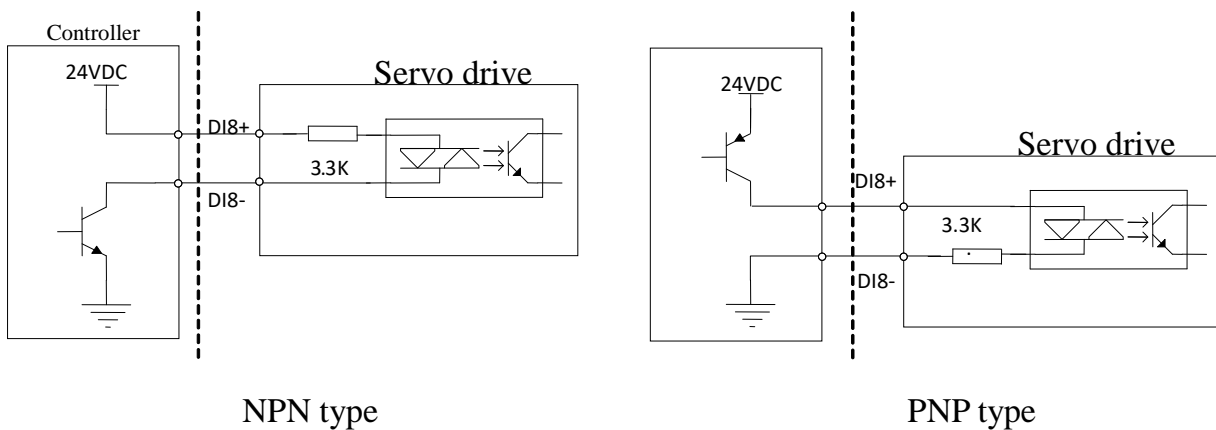 Controller
24VDC
Servo drive
DI8+
3.3K
DI8-
NPN type
24VDC
Servo drive
DI8+
3.3K
DI8-
PNP type